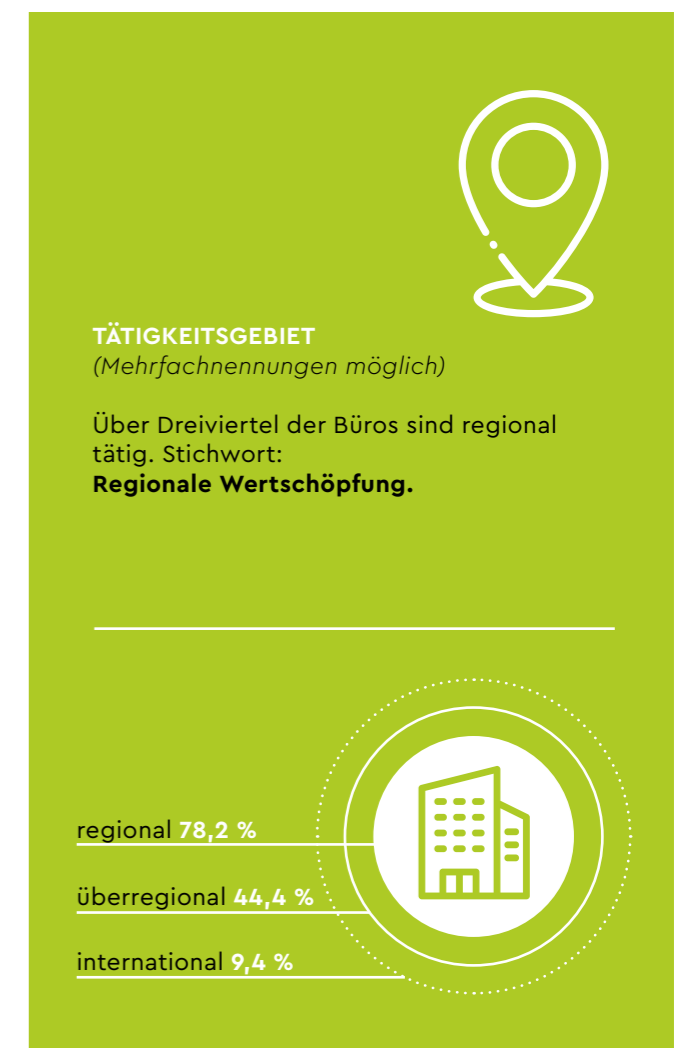 TÄTIGKEITSGEBIET
(Mehrfachnennungen möglich)
Über Dreiviertel der Büros sind regional
tätig. Stichwort:
Regionale Wertschöpfung.
regional 78,2 %
überregional 44,4 %
international 9,4 %